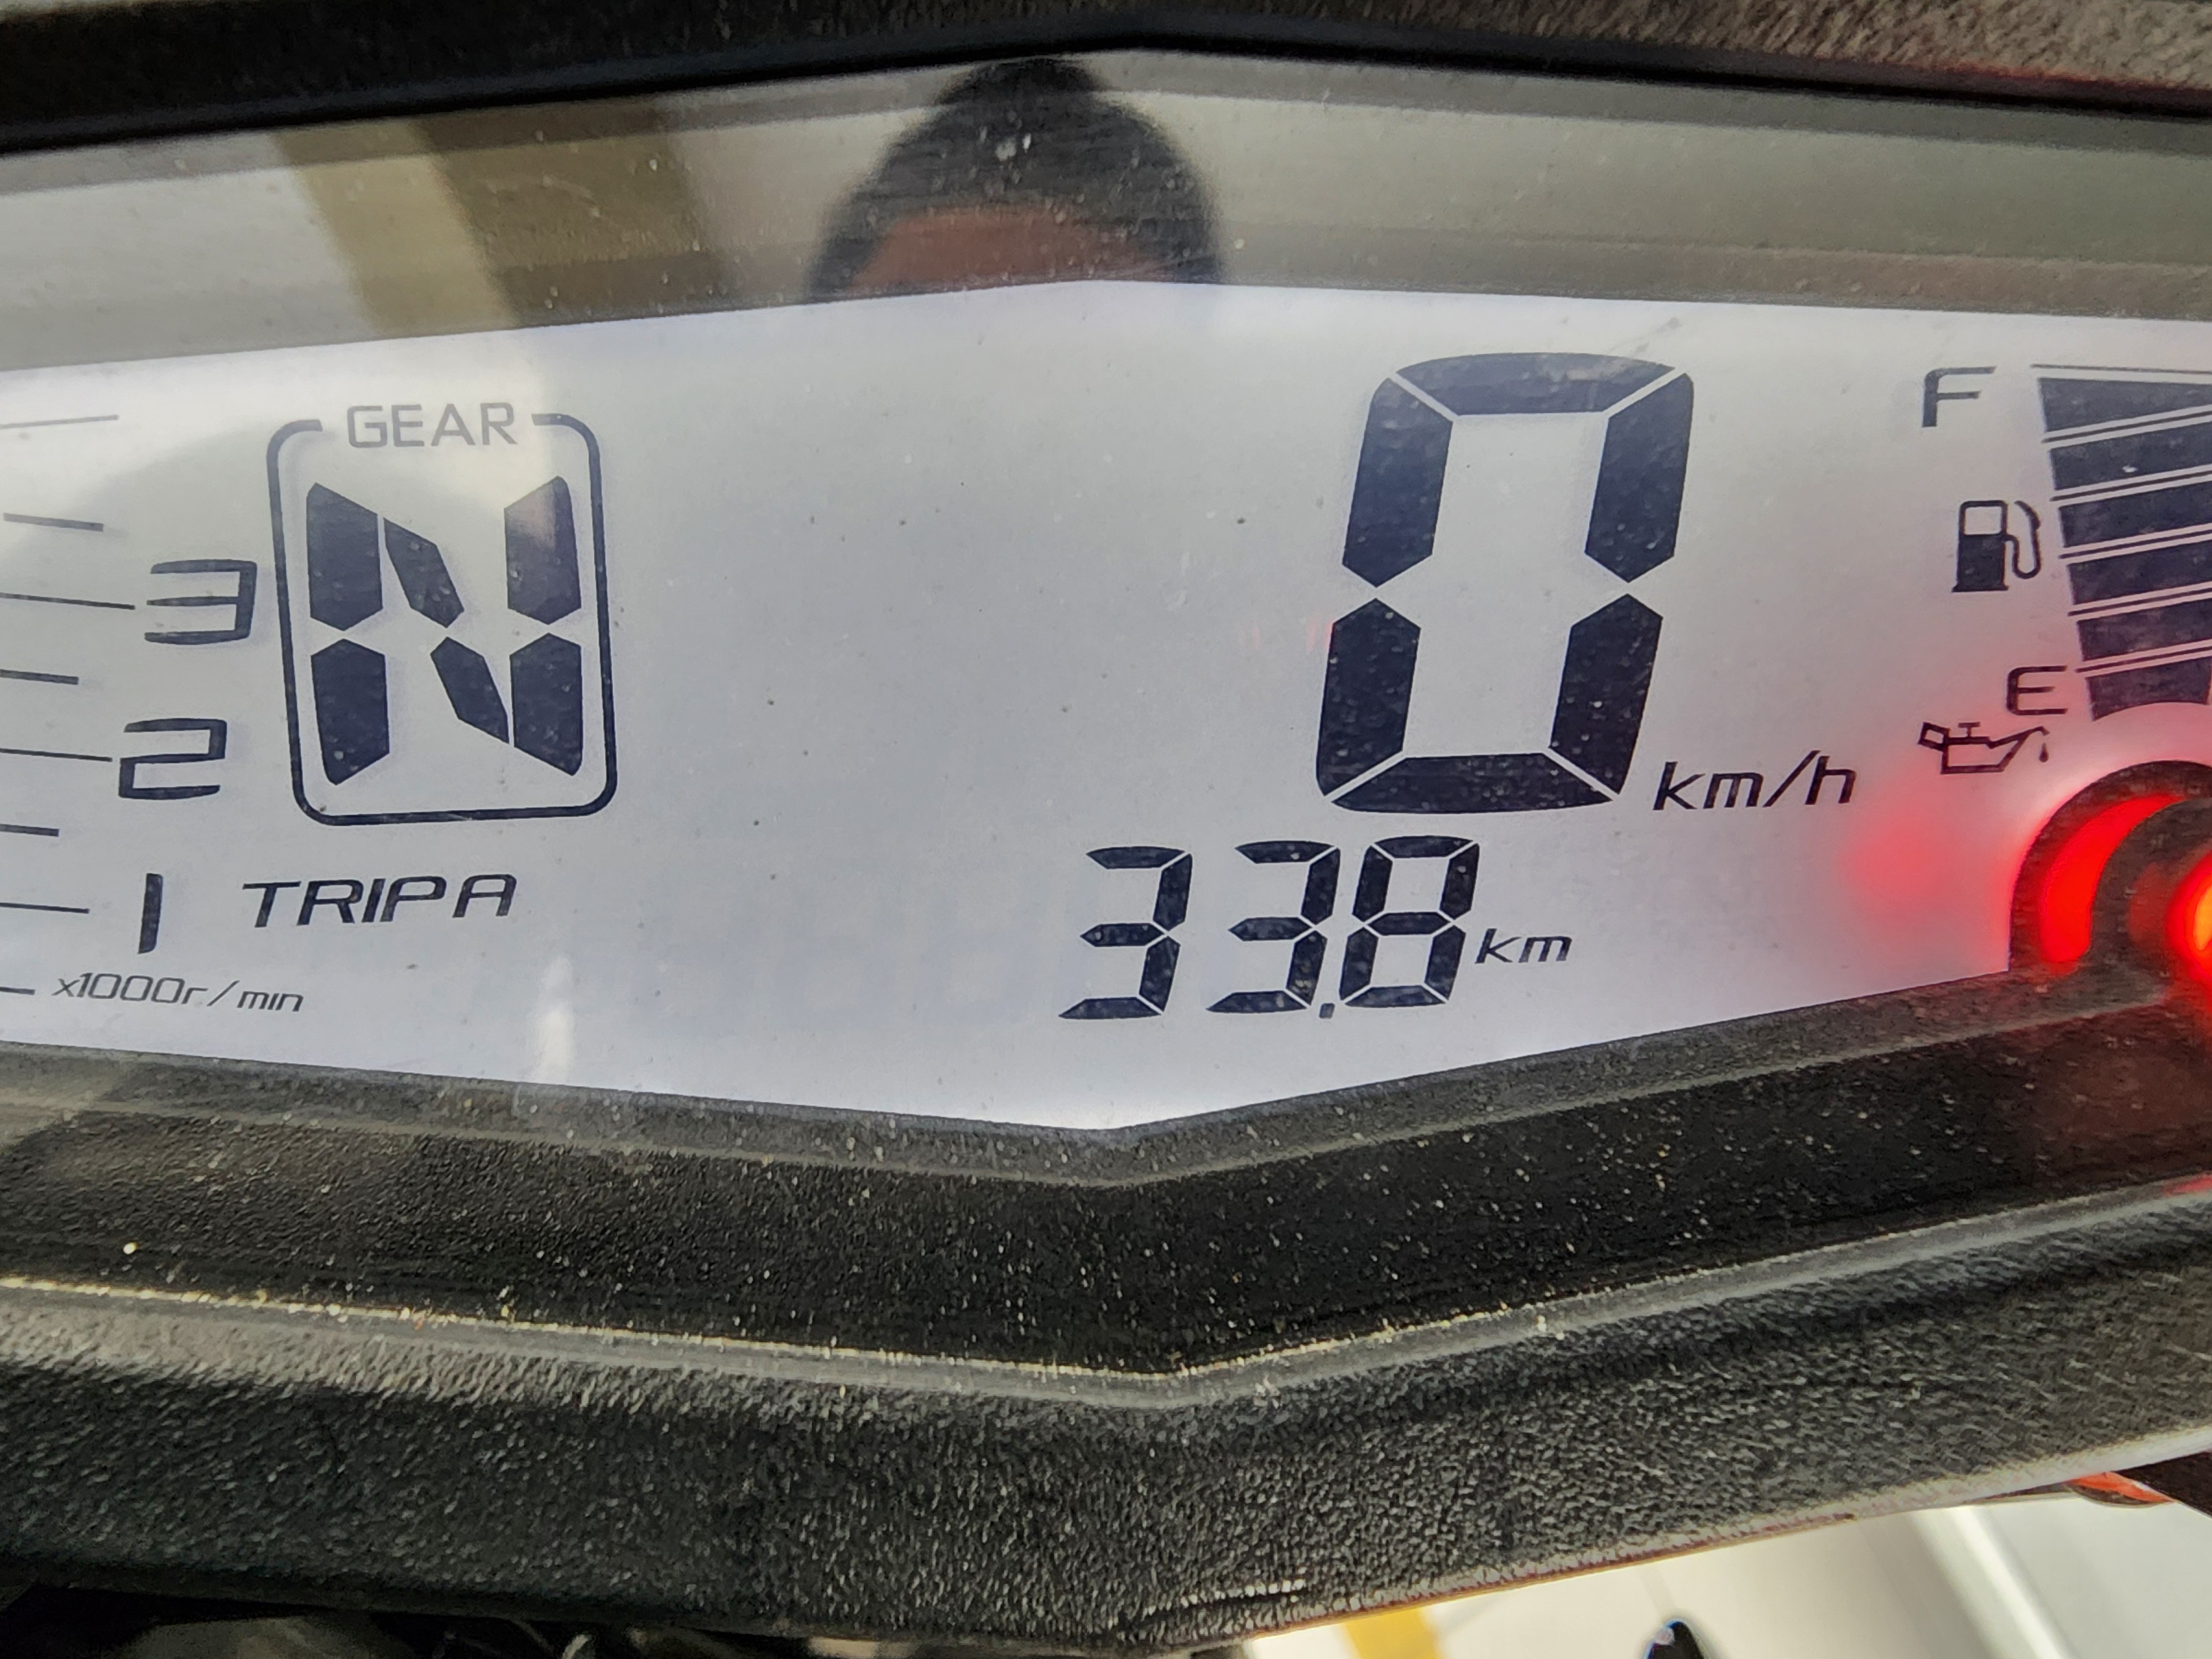 GEAR
N
0
km/h
F
E
3
2
1
TRIP A
33.8 km
x1000r/min